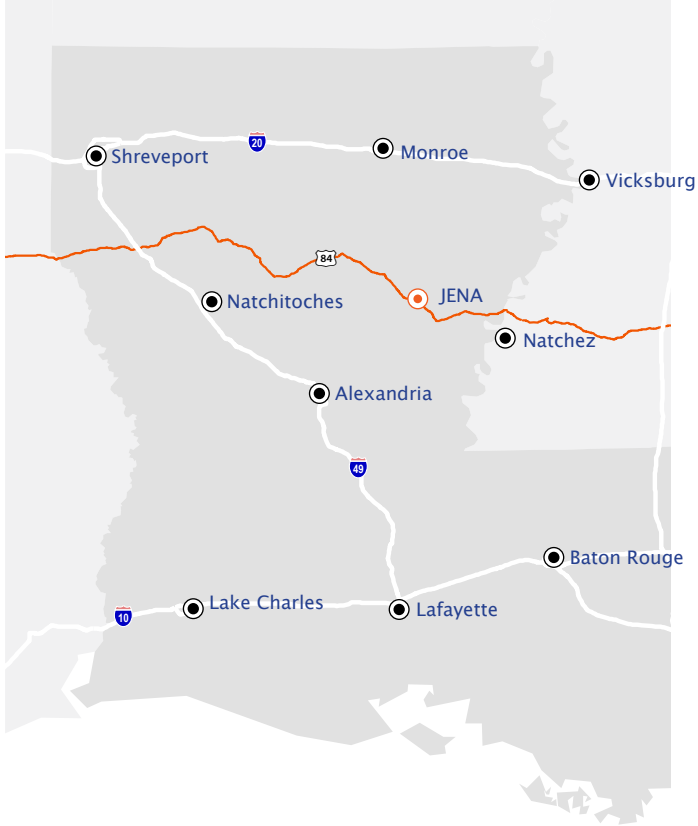 20
Monroe
Shreveport
Vicksburg
84
JENA
Natchitoches
Natchez
Alexandria
49
Baton Rouge
Lake Charles
Lafayette
10